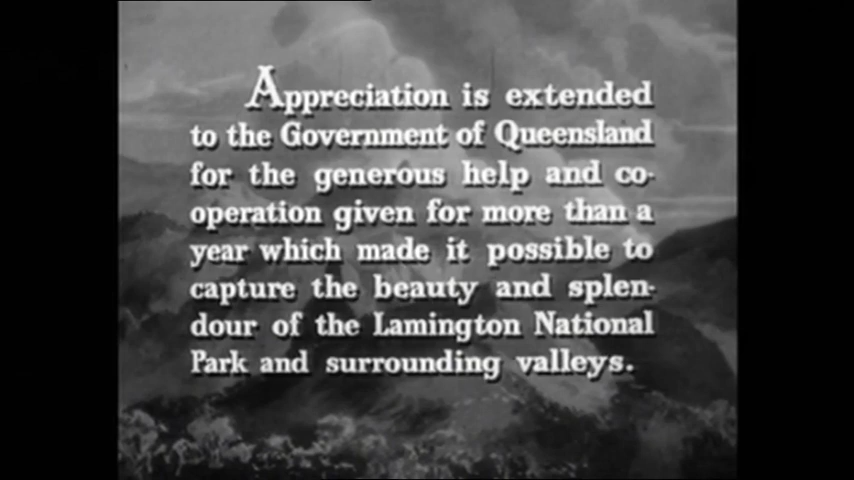 Appreciation is extended
to the Government of Queensland
for the generous help and co-
operation given for more than a
year which made it possible to
capture the beauty and splen-
dour of the Lamington National
Park and surrounding valleys.